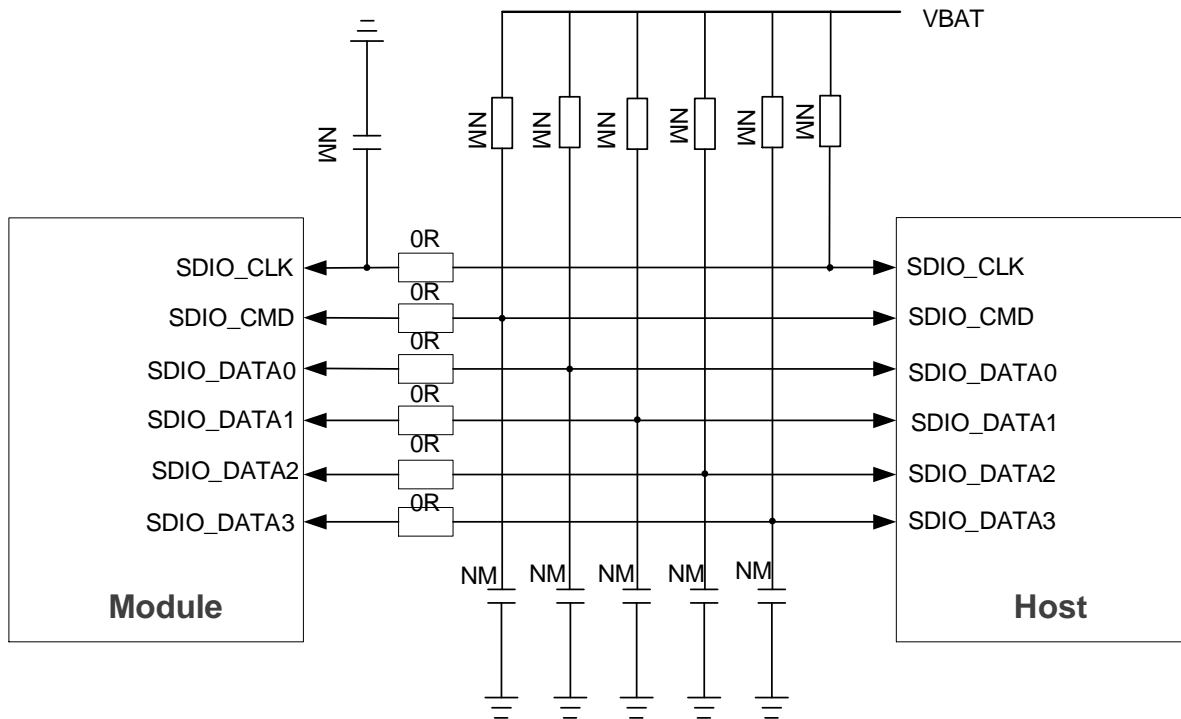 VBAT
NM
NM NM NM NM NM NM
0R
SDIO_CLK SDIO_CLK
0R
SDIO_CMD SDIO_CMD
0R
SDIO_DATA0 SDIO_DATA0
0R
SDIO_DATA1 SDIO_DATA1
0R
SDIO_DATA2 SDIO_DATA2
0R
SDIO_DATA3 SDIO_DATA3
NM NM NM NM NM
Module Host